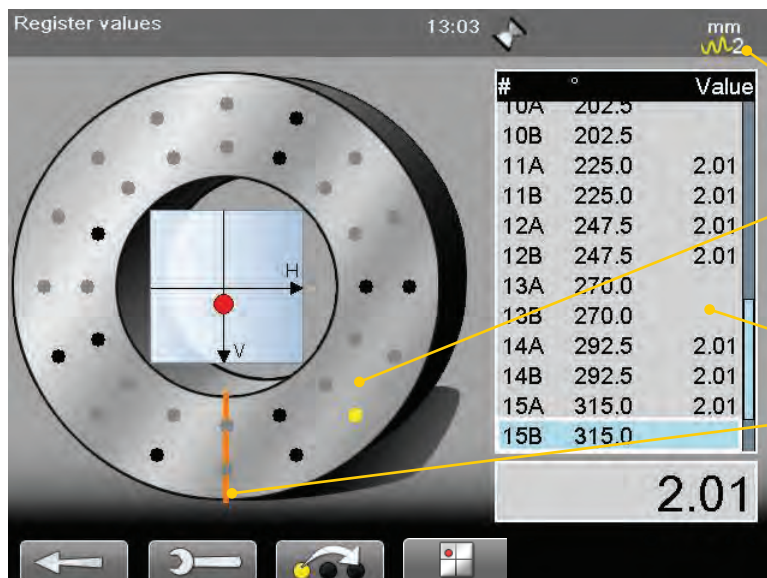 Register values 13:03 mm
2
# ° Value
10A 202.5
10B 202.5
11A 225.0 2.01
11B 225.0 2.01
12A 247.5 2.01
12B 247.5 2.01
13A 270.0
13B 270.0
14A 292.5 2.01
14B 292.5 2.01
15A 315.0 2.01
15B 315.0
H
V
2.01